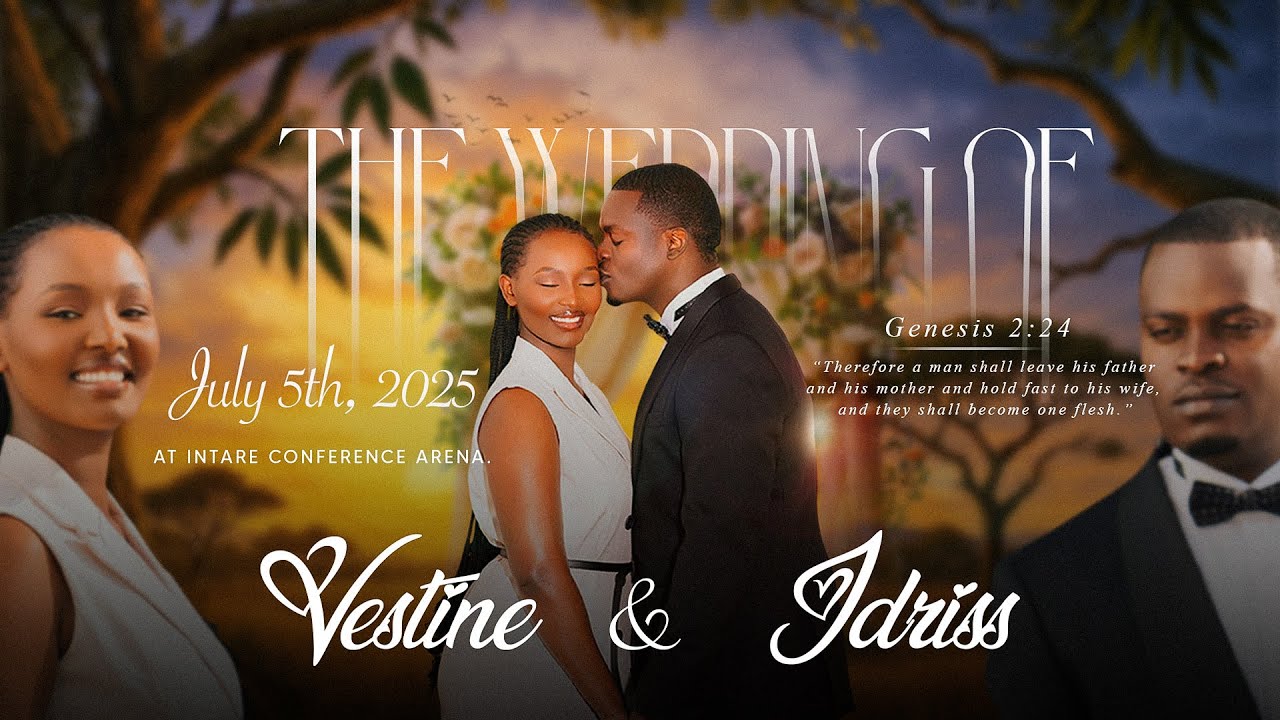 THE WEDDING OF
July 5th, 2025
AT INTARE CONFERENCE ARENA.
Genesis 2:24
“Therefore a man shall leave his father
and his mother and hold fast to his wife,
and they shall become one flesh.”
Vestine & Idriss